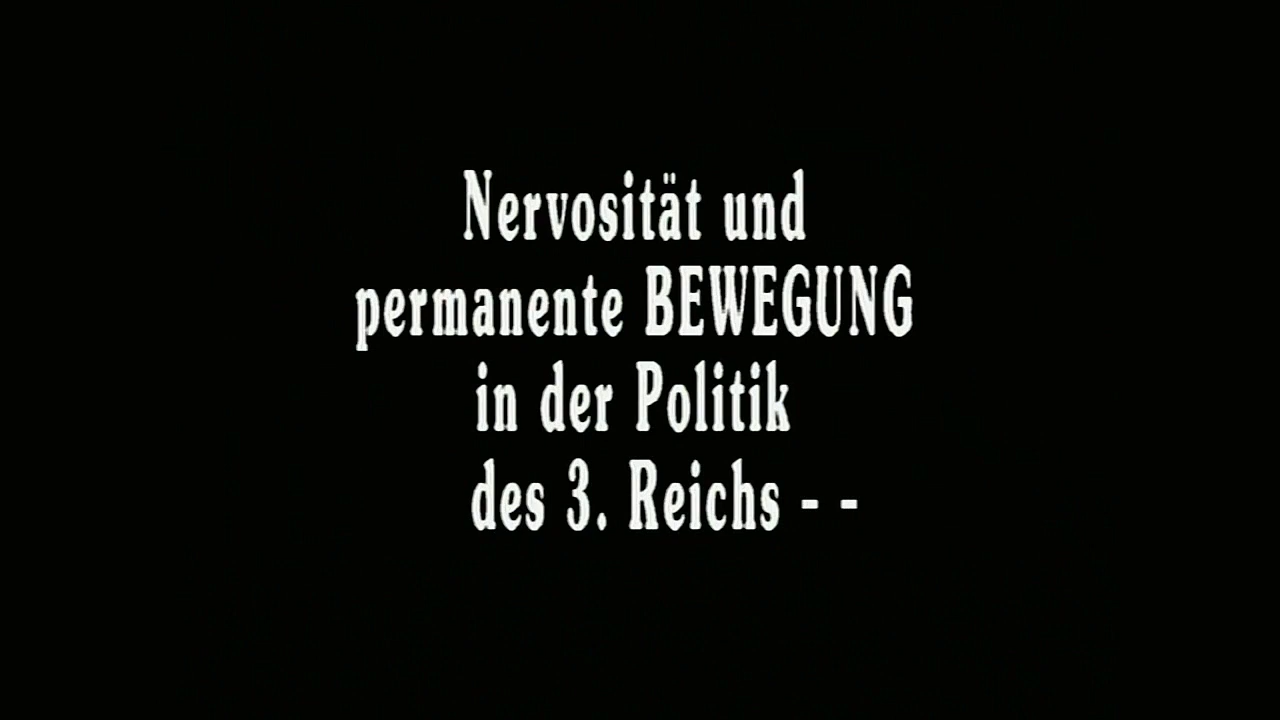 Nervosität und
permanente BEWEGUNG
in der Politik
des 3. Reichs - -